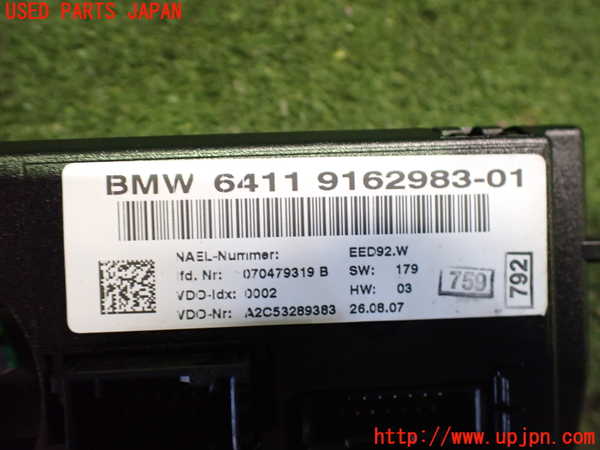 USED PARTS JAPAN
BMW 6411 9162983-01
NAEL-Nummer: EED92.W
lfd. Nr: 070479319 B SW: 179
VDO-Idx: 0002 HW: 03
VDO-Nr: A2C53289383 26.08.07
759
792
http://www.upjpn.com